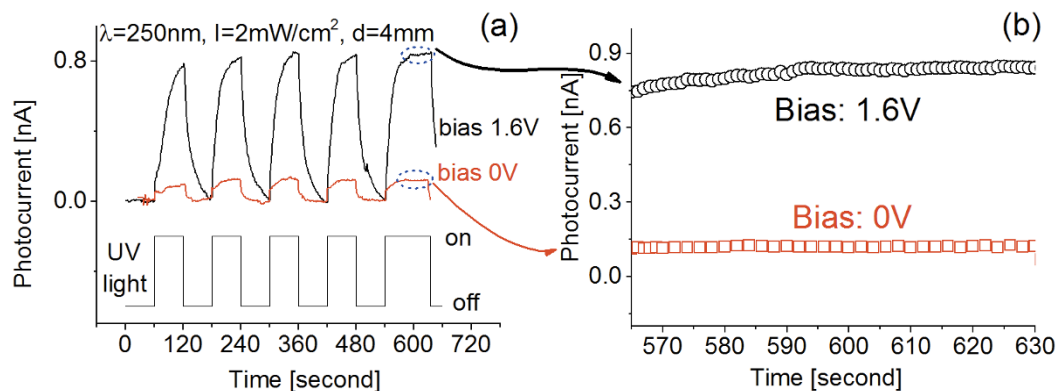 λ=250nm, I=2mW/cm², d=4mm
(a)
0.8
0.0
Photocurrent [nA]
bias 1.6V
bias 0V
UV
light
on
off
0 120 240 360 480 600 720
Time [second]
(b)
0.9
0.6
0.3
0.0
Photocurrent [nA]
Bias: 1.6V
Bias: 0V
570 580 590 600 610 620 630
Time [second]